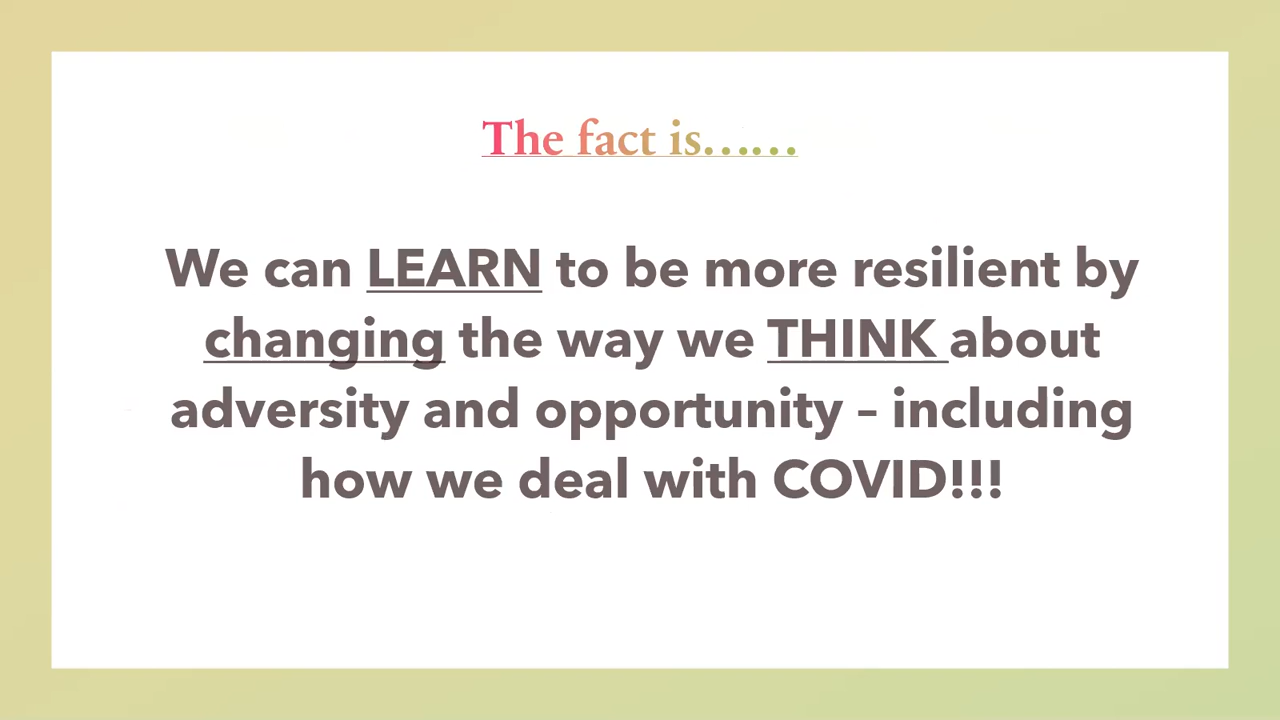 The fact is……
We can LEARN to be more resilient by
changing the way we THINK about
adversity and opportunity – including
how we deal with COVID!!!